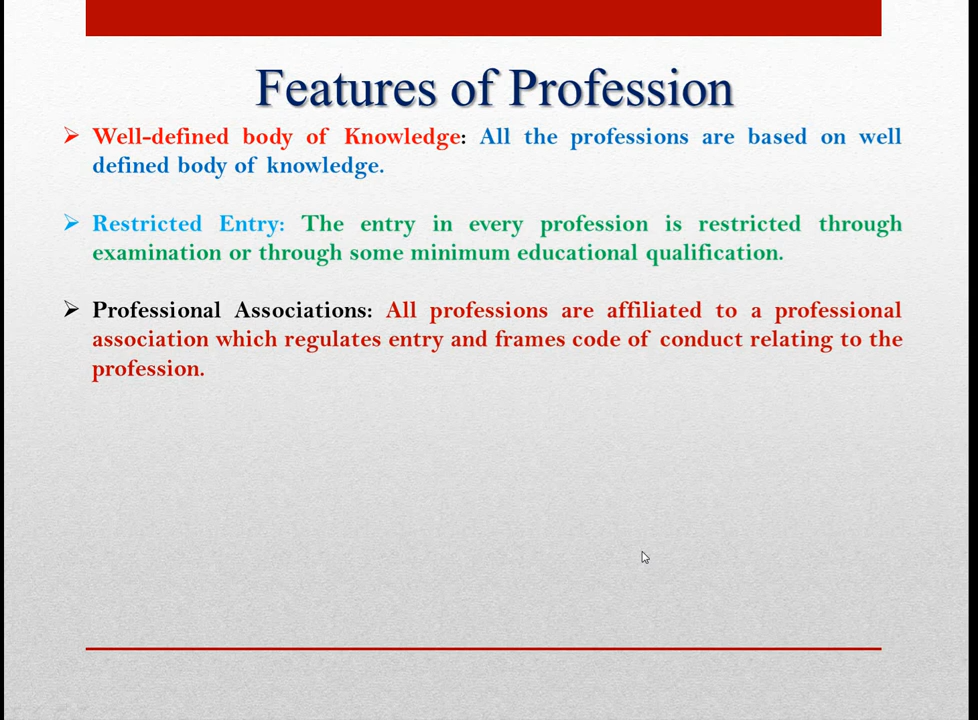 Features of Profession
Well-defined body of Knowledge: All the professions are based on well
defined body of knowledge.
Restricted Entry: The entry in every profession is restricted through
examination or through some minimum educational qualification.
Professional Associations: All professions are affiliated to a professional
association which regulates entry and frames code of conduct relating to the
profession.